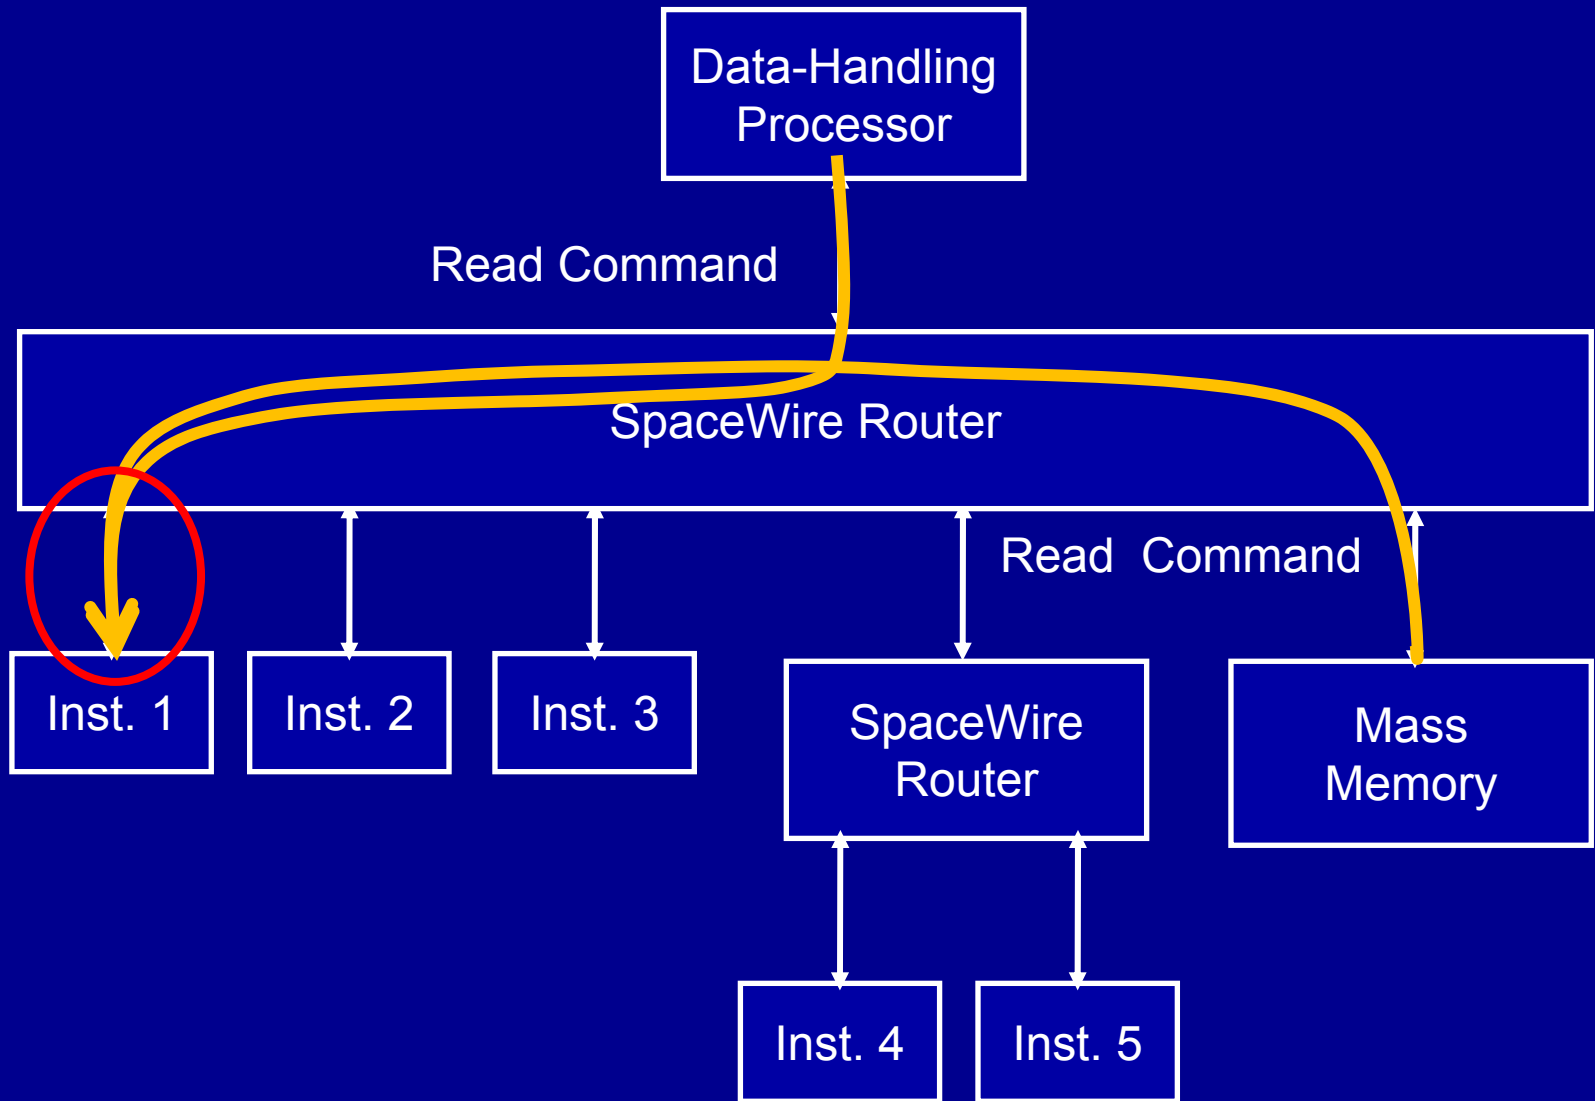 Data-Handling
Processor
Read Command
SpaceWire Router
Read  Command
Inst. 1
Inst. 2
Inst. 3
SpaceWire
Router
Mass
Memory
Inst. 4
Inst. 5